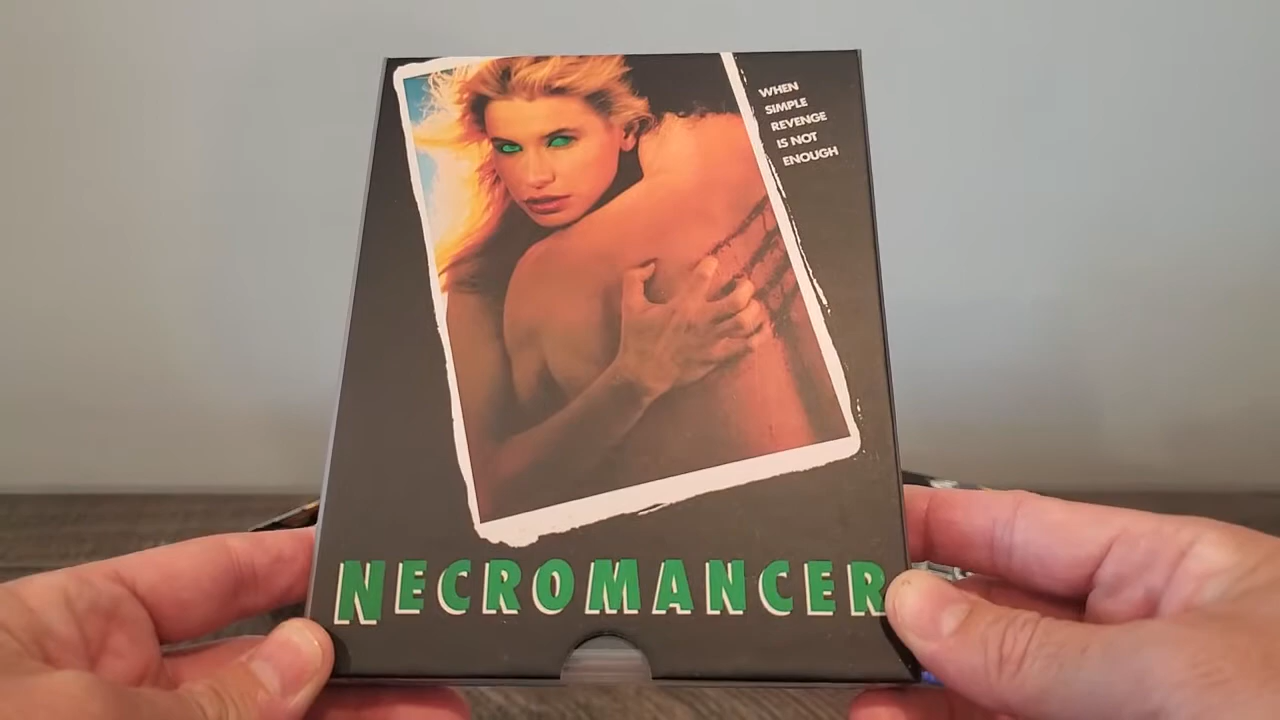 WHEN
SIMPLE
REVENGE
IS NOT
ENOUGH
NECROMANCER